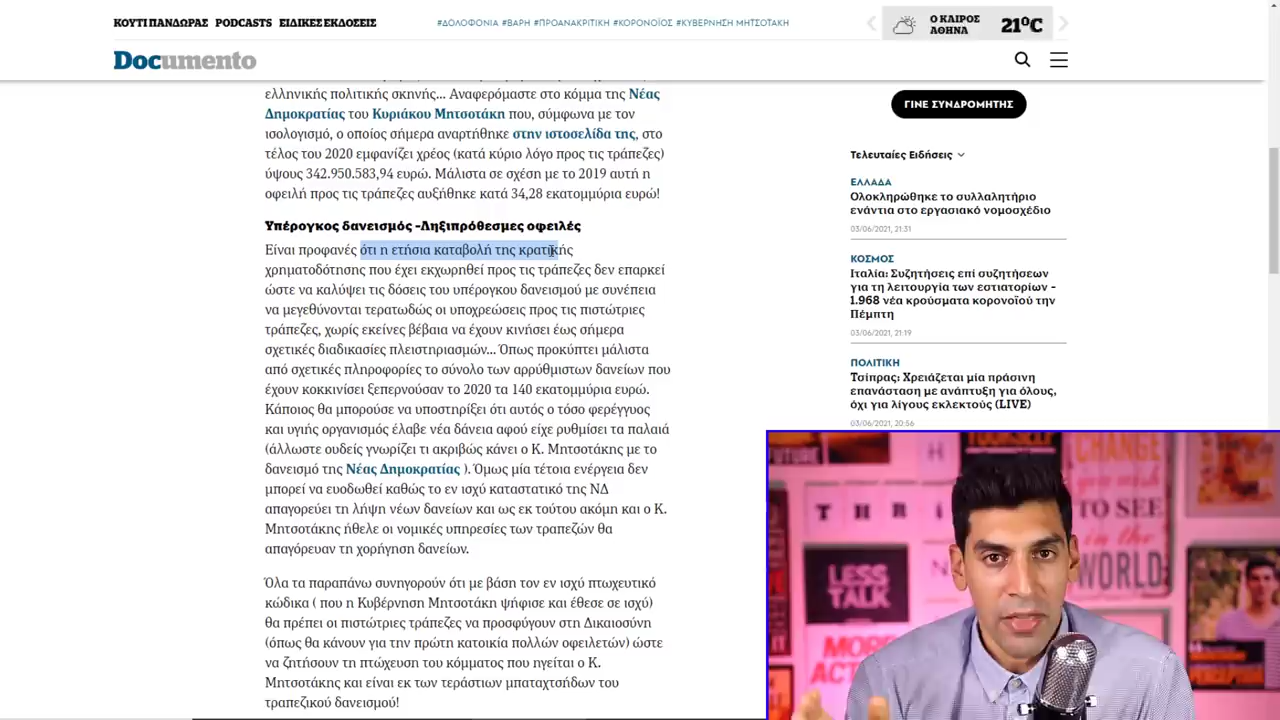 ΚΟΥΤΙ ΠΑΝΔΩΡΑΣ PODCASTS ΕΙΔΙΚΕΣ ΕΚΔΟΣΕΙΣ
#ΔΟΛΟΦΟΝΙΑ #ΒΑΡΗ #ΠΡΟΑΝΑΚΡΙΤΙΚΗ #ΚΟΡΟΝΟΪΟΣ #ΚΥΒΕΡΝΗΣΗ ΜΗΤΣΟΤΑΚΗ
Ο ΚΑΙΡΟΣ
ΑΘΗΝΑ
21°C
Documento
ελληνικής πολιτικής σκηνής... Αναφερόμαστε στο κόμμα της Νέας
Δημοκρατίας του Κυριάκου Μητσοτάκη που, σύμφωνα με τον
ισολογισμό, ο οποίος σήμερα αναρτήθηκε στην ιστοσελίδα της, στο
τέλος του 2020 εμφανίζει χρέος (κατά κύριο λόγο προς τις τράπεζες)
ύψους 342.950.583,94 ευρώ. Μάλιστα σε σχέση με το 2019 αυτή η
οφειλή προς τις τράπεζες αυξήθηκε κατά 34,28 εκατομμύρια ευρώ!
Υπέρογκος δανεισμός -Ληξιπρόθεσμες οφειλές
Είναι προφανές ότι η ετήσια καταβολή της κρατικής
χρηματοδότησης που έχει εκχωρηθεί προς τις τράπεζες δεν επαρκεί
ώστε να καλύψει τις δόσεις του υπέρογκου δανεισμού με συνέπεια
να μεγεθύνονται τερατωδώς οι υποχρεώσεις προς τις πιστώτριες
τράπεζες, χωρίς εκείνες βέβαια να έχουν κινήσει έως σήμερα
σχετικές διαδικασίες πλειστηριασμών... Όπως προκύπτει μάλιστα
από σχετικές πληροφορίες το σύνολο των αρρύθμιστων δανείων που
έχουν κοκκινίσει ξεπερνούσαν το 2020 τα 140 εκατομμύρια ευρώ.
Κάποιος θα μπορούσε να υποστηρίξει ότι αυτός ο τόσο φερέγγυος
και υγιής οργανισμός έλαβε νέα δάνεια αφού είχε ρυθμίσει τα παλαιά
(άλλωστε ουδείς γνωρίζει τι ακριβώς κάνει ο Κ. Μητσοτάκης με το
δανεισμό της Νέας Δημοκρατίας ). Όμως μία τέτοια ενέργεια δεν
μπορεί να ευοδωθεί καθώς το εν ισχύ καταστατικό της ΝΔ
απαγορεύει τη λήψη νέων δανείων και ως εκ τούτου ακόμη και ο Κ.
Μητσοτάκης ήθελε οι νομικές υπηρεσίες των τραπεζών θα
απαγόρευαν τη χορήγηση δανείων.
Όλα τα παραπάνω συνηγορούν ότι με βάση τον εν ισχύ πτωχευτικό
κώδικα ( που η Κυβέρνηση Μητσοτάκη ψήφισε και έθεσε σε ισχύ)
θα πρέπει οι πιστώτριες τράπεζες να προσφύγουν στη Δικαιοσύνη
(όπως θα κάνουν για την πρώτη κατοικία πολλών οφειλετών) ώστε
να ζητήσουν τη πτώχευση του κόμματος που ηγείται ο Κ.
Μητσοτάκης και είναι εκ των τεράστιων μπαταχτσήδων του
τραπεζικού δανεισμού!
ΓΙΝΕ ΣΥΝΔΡΟΜΗΤΗΣ
Τελευταίες Ειδήσεις
ΕΛΛΑΔΑ
Ολοκληρώθηκε το συλλαλητήριο
ενάντια στο εργασιακό νομοσχέδιο
03/06/2021, 21:31
ΚΟΣΜΟΣ
Ιταλία: Συζητήσεις επί συζητήσεων
για τη λειτουργία των εστιατορίων -
1.968 νέα κρούσματα κορονοϊού την
Πέμπτη
03/06/2021, 21:19
ΠΟΛΙΤΙΚΗ
Τσίπρας: Χρειάζεται μία πράσινη
επανάσταση με ανάπτυξη για όλους,
όχι για λίγους εκλεκτούς (LIVE)
03/06/2021, 20:56
YOURSELF
CHANGE
THRI
TO SEE
in the
WORLD
LESS
TALK
MORE